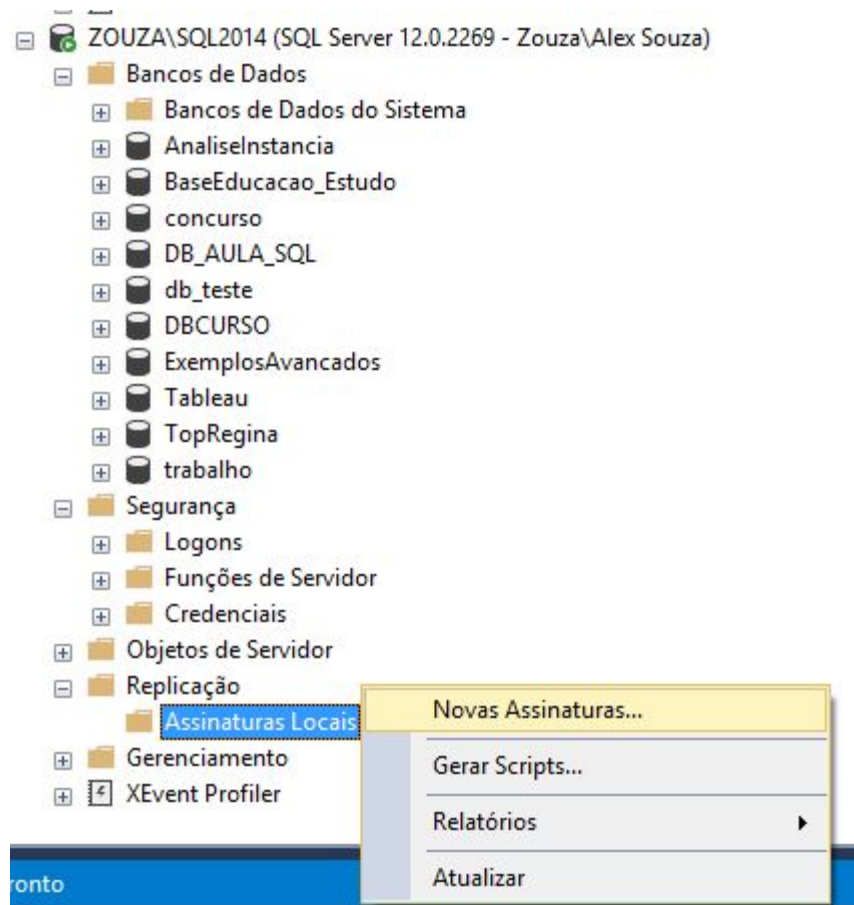 ZOUZA\SQL2014 (SQL Server 12.0.2269 - Zouza\Alex Souza)
Bancos de Dados
Bancos de Dados do Sistema
AnaliseInstancia
BaseEducacao_Estudo
concurso
DB_AULA_SQL
db_teste
DBCURSO
ExemplosAvancados
Tableau
TopRegina
trabalho
Segurança
Logons
Funções de Servidor
Credenciais
Objetos de Servidor
Replicação
Assinaturas Locais
Gerenciamento
XEvent Profiler
Novas Assinaturas...
Gerar Scripts...
Relatórios
Atualizar
ronto